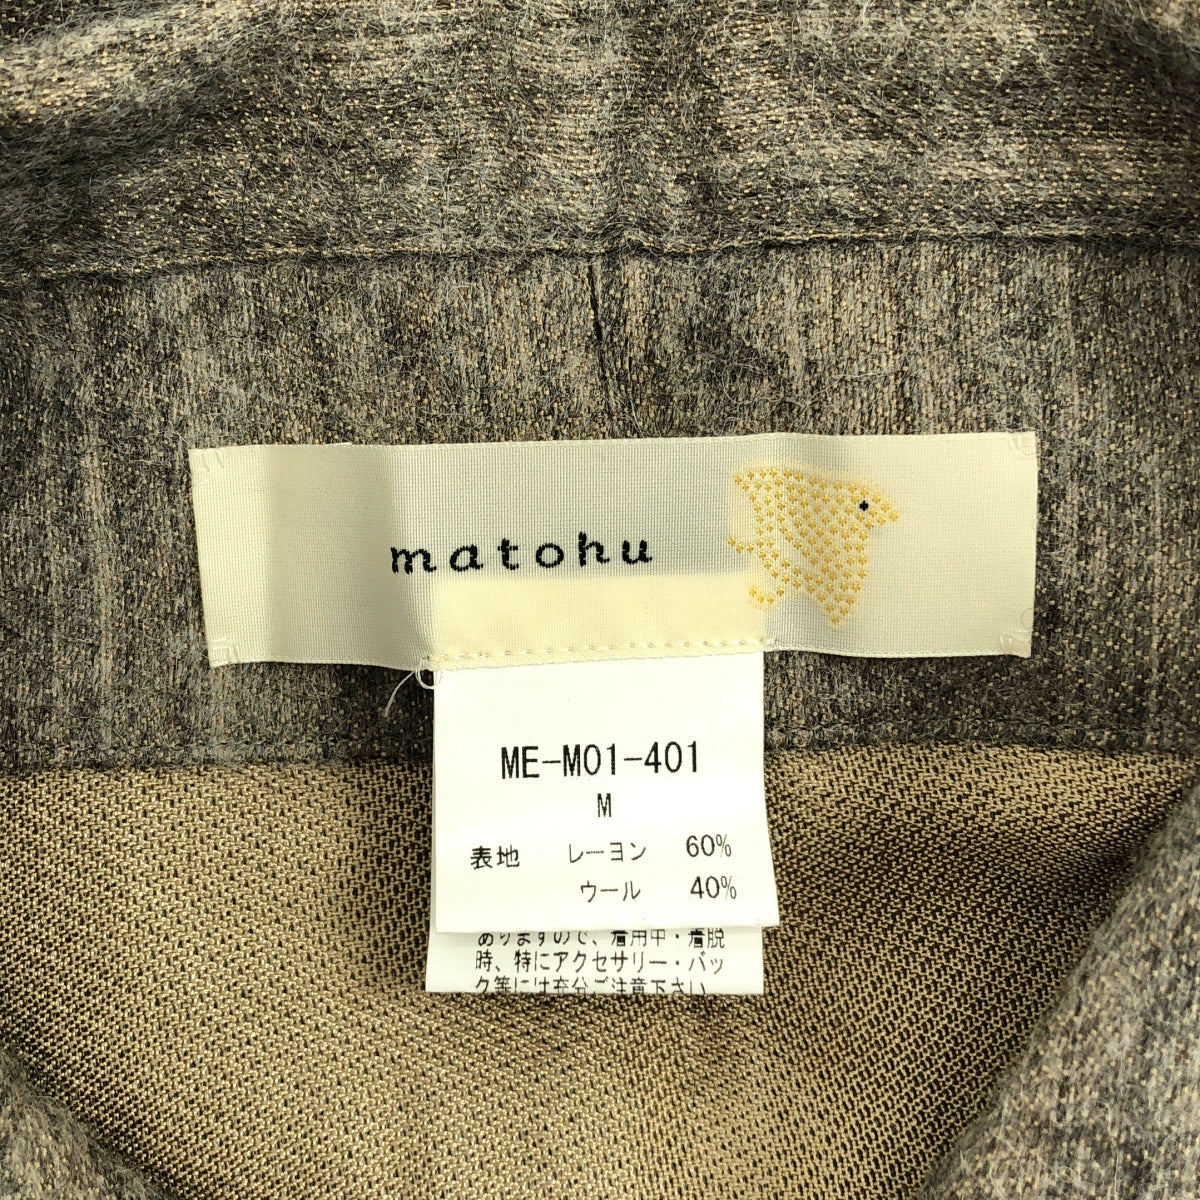 matohu
ME-M01-401
M
表地 レーヨン 60%
ウール 40%
ありますので、着用中・着脱
時、特にアクセサリー・バッ
ク等には充分ご注意下さい